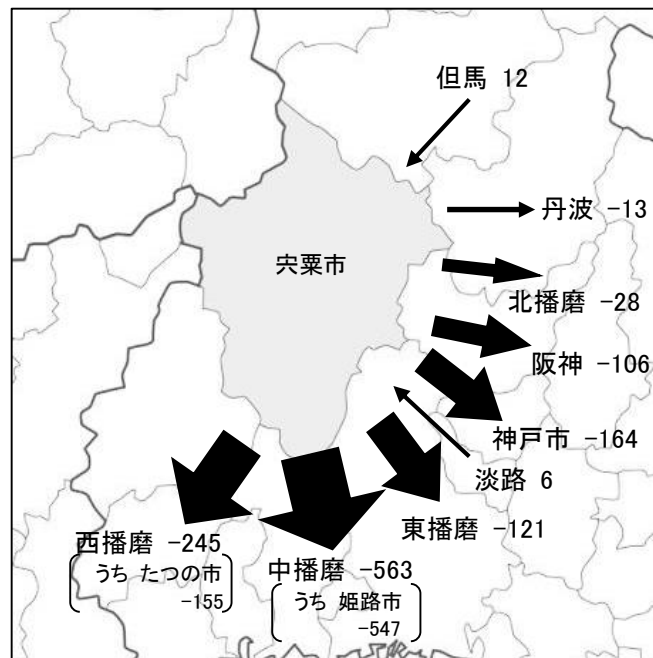 但馬 12
丹波 -13
宍粟市
北播磨 -28
阪神 -106
神戸市 -164
淡路 6
東播磨 -121
西播磨 -245
うち たつの市
-155
中播磨 -563
うち 姫路市
-547